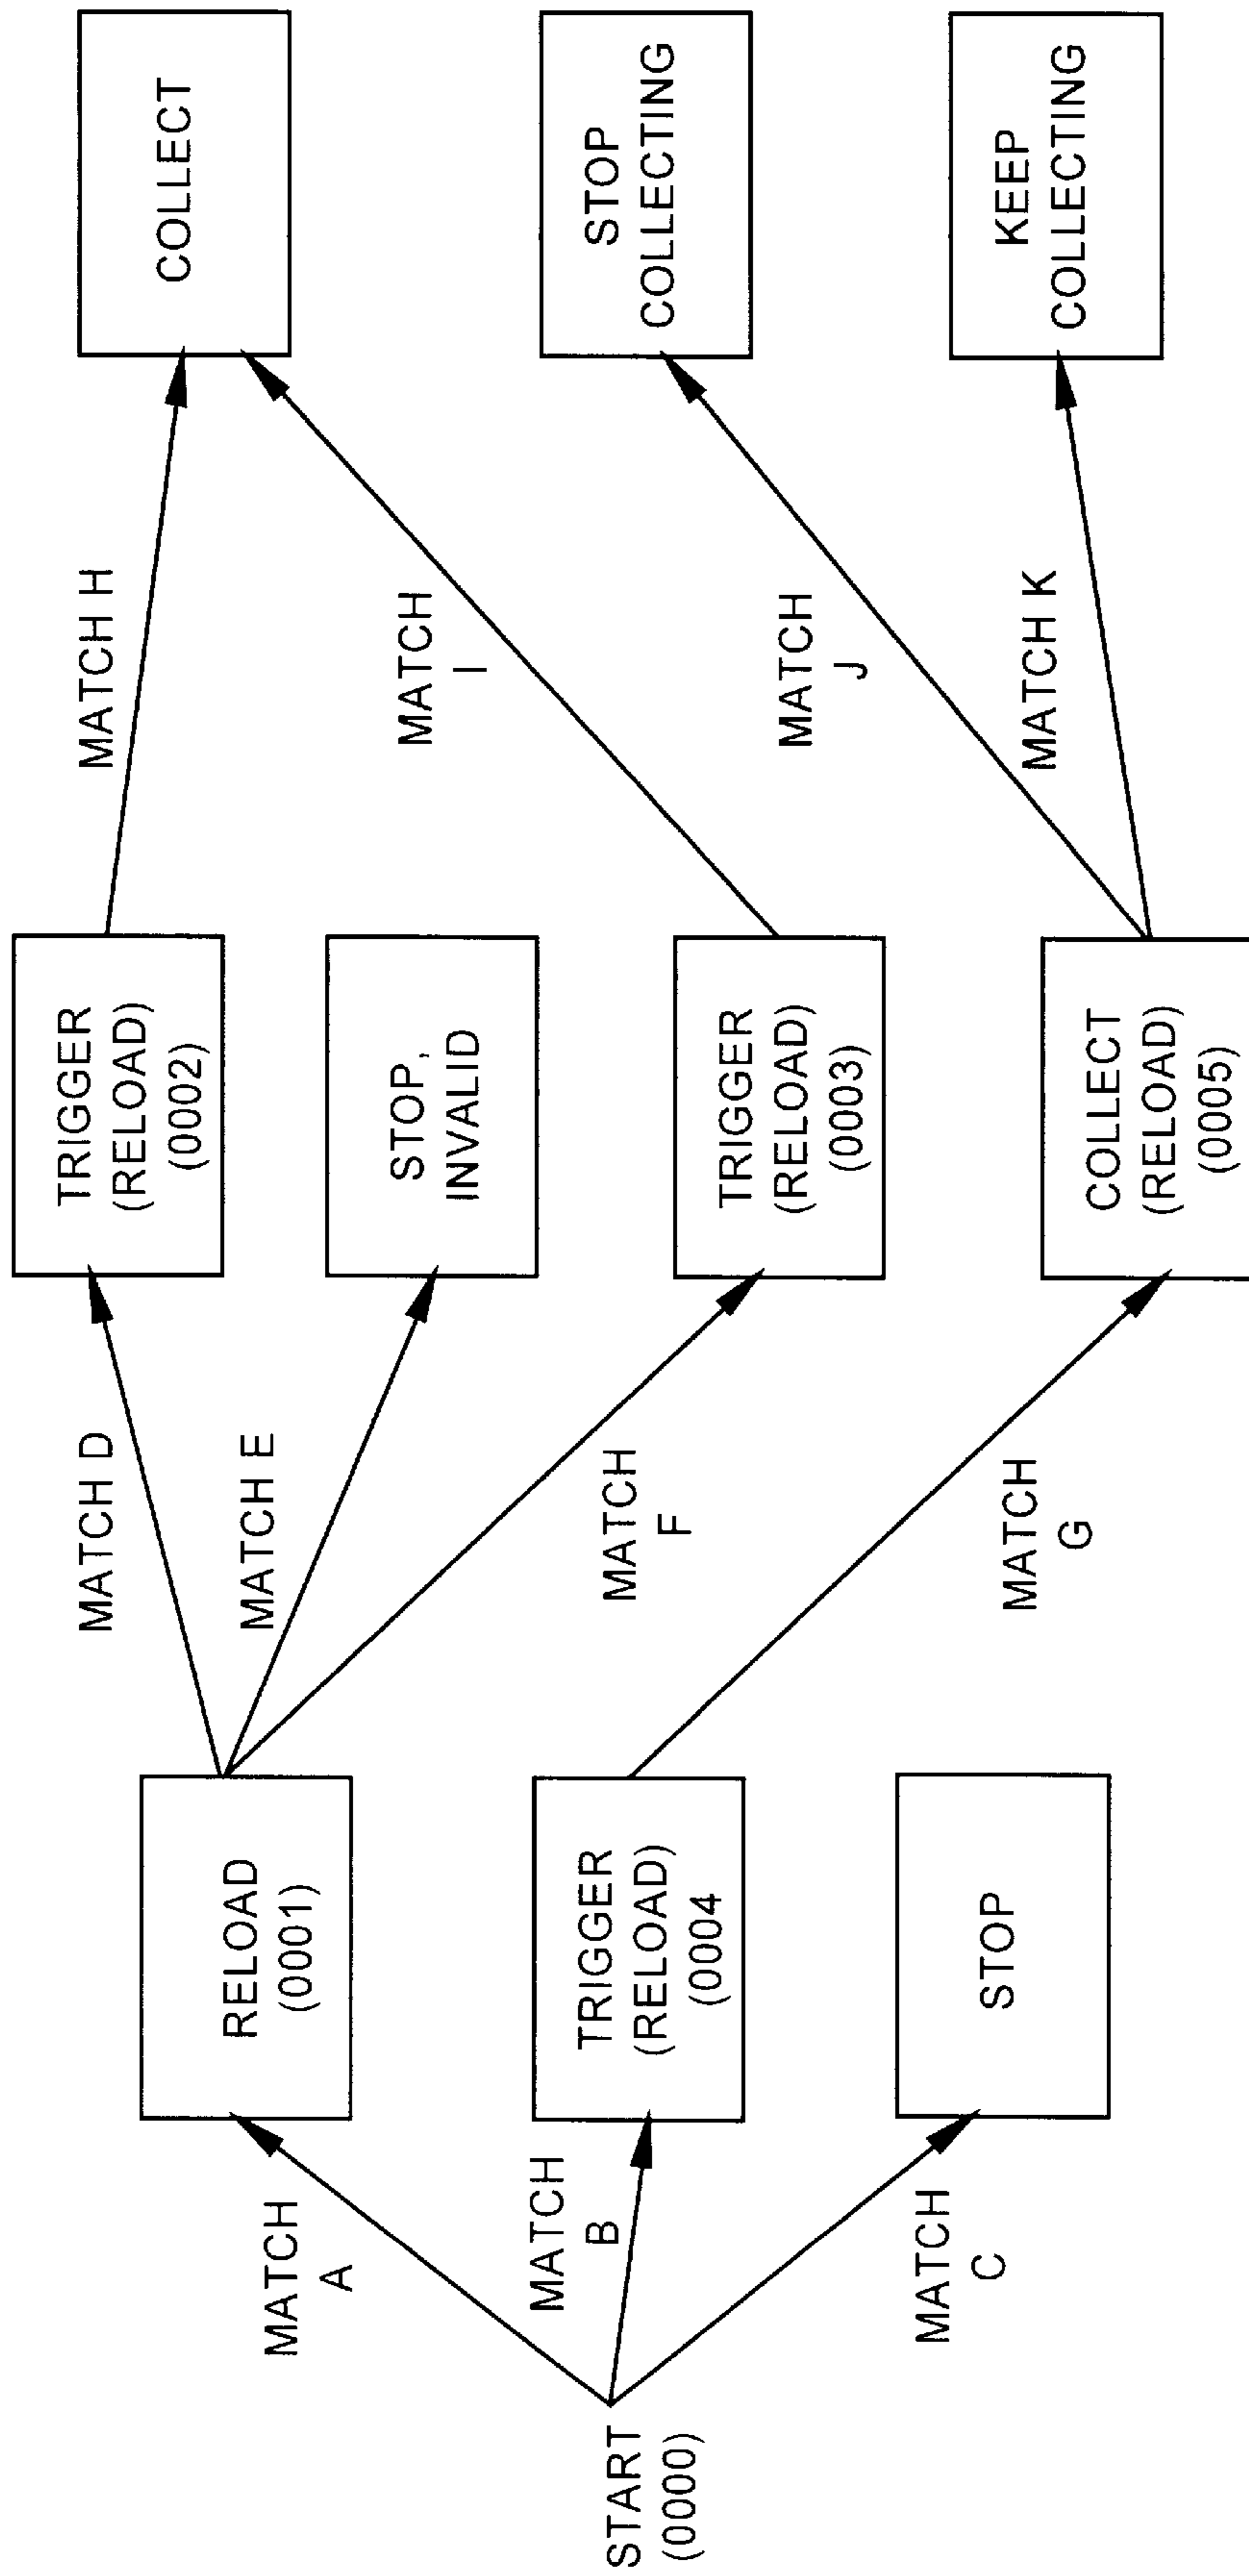 START
(0000)
MATCH
A
MATCH
B
MATCH
C
RELOAD
(0001)
TRIGGER
(RELOAD)
(0004
STOP
MATCH D
MATCH E
MATCH
F
MATCH
G
TRIGGER
(RELOAD)
(0002)
STOP,
INVALID
TRIGGER
(RELOAD)
(0003)
COLLECT
(RELOAD)
(0005)
MATCH H
MATCH
I
MATCH
J
MATCH K
COLLECT
STOP
COLLECTING
KEEP
COLLECTING